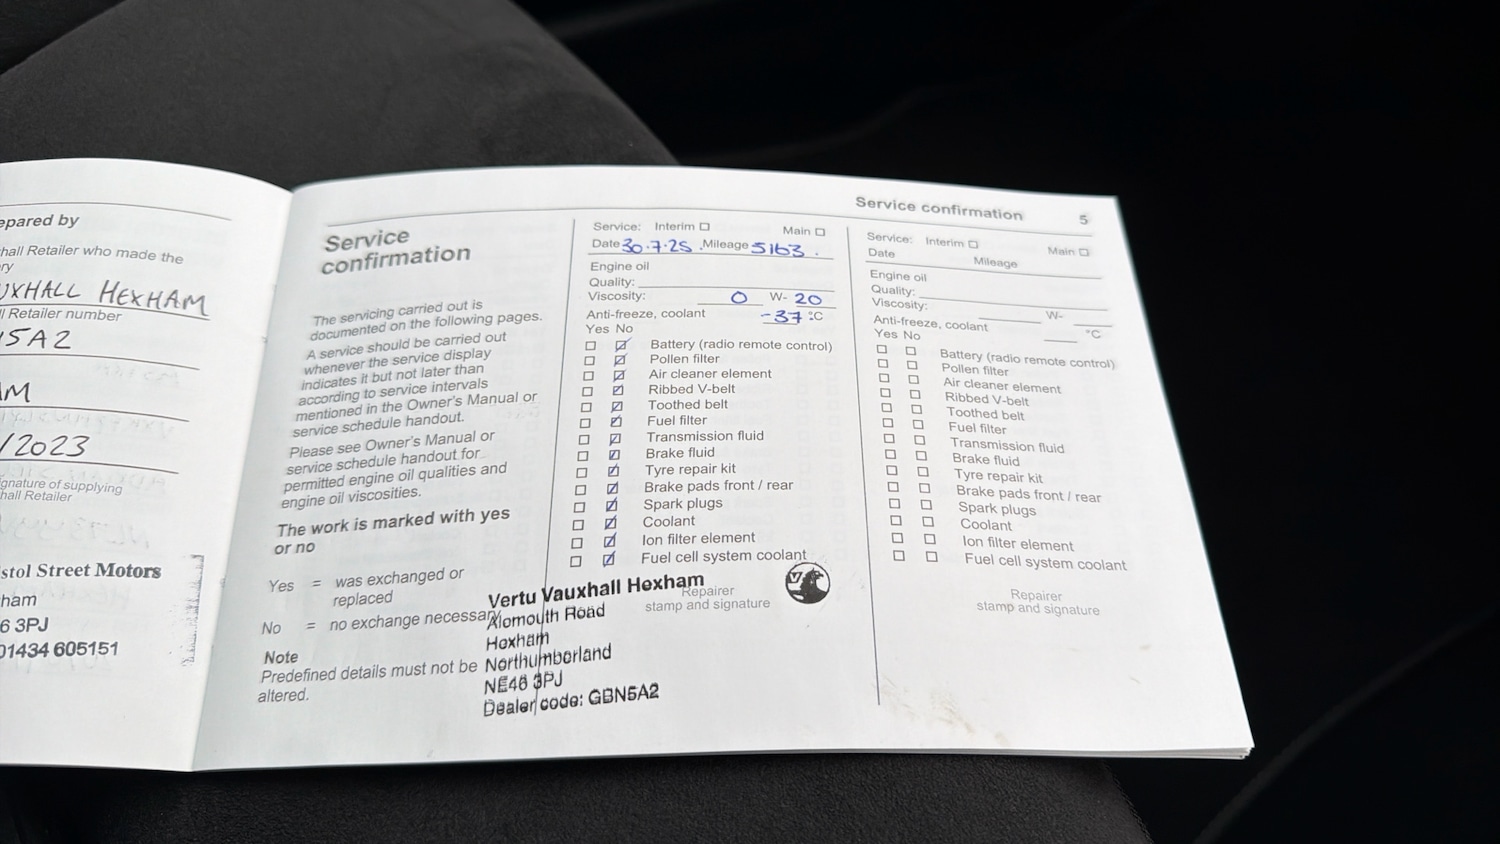 epared by
hall Retailer who made the
ry
UXHALL HEXHAM
l Retailer number
15A2
AM
/2023
gnature of supplying
hall Retailer
istol Street Motors
ham
6 3PJ
01434 605151
Service confirmation 5
Service
confirmation
The servicing carried out is
documented on the following pages.
A service should be carried out
whenever the service display
indicates it but not later than
according to service intervals
mentioned in the Owner's Manual or
service schedule handout.
Please see Owner's Manual or
service schedule handout for
permitted engine oil qualities and
engine oil viscosities.
The work is marked with yes
or no
Yes = was exchanged or
replaced
No = no exchange necessary
Note
Predefined details must not be
altered.
Service: Interim Main
Date 30.7.25. Mileage 5163.
Engine oil
Quality:
Viscosity: 0 W- 20
Anti-freeze, coolant -37 °C
Yes No
Battery (radio remote control)
Pollen filter
Air cleaner element
Ribbed V-belt
Toothed belt
Fuel filter
Transmission fluid
Brake fluid
Tyre repair kit
Brake pads front / rear
Spark plugs
Coolant
Ion filter element
Fuel cell system coolant
Repairer
stamp and signature
Vertu Vauxhall Hexham
Alemouth Road
Hexham
Northumberland
NE46 3PJ
Dealer code: GBN5A2
Service: Interim Main
Date Mileage
Engine oil
Quality:
Viscosity: W-
Anti-freeze, coolant °C
Yes No
Battery (radio remote control)
Pollen filter
Air cleaner element
Ribbed V-belt
Toothed belt
Fuel filter
Transmission fluid
Brake fluid
Tyre repair kit
Brake pads front / rear
Spark plugs
Coolant
Ion filter element
Fuel cell system coolant
Repairer
stamp and signature